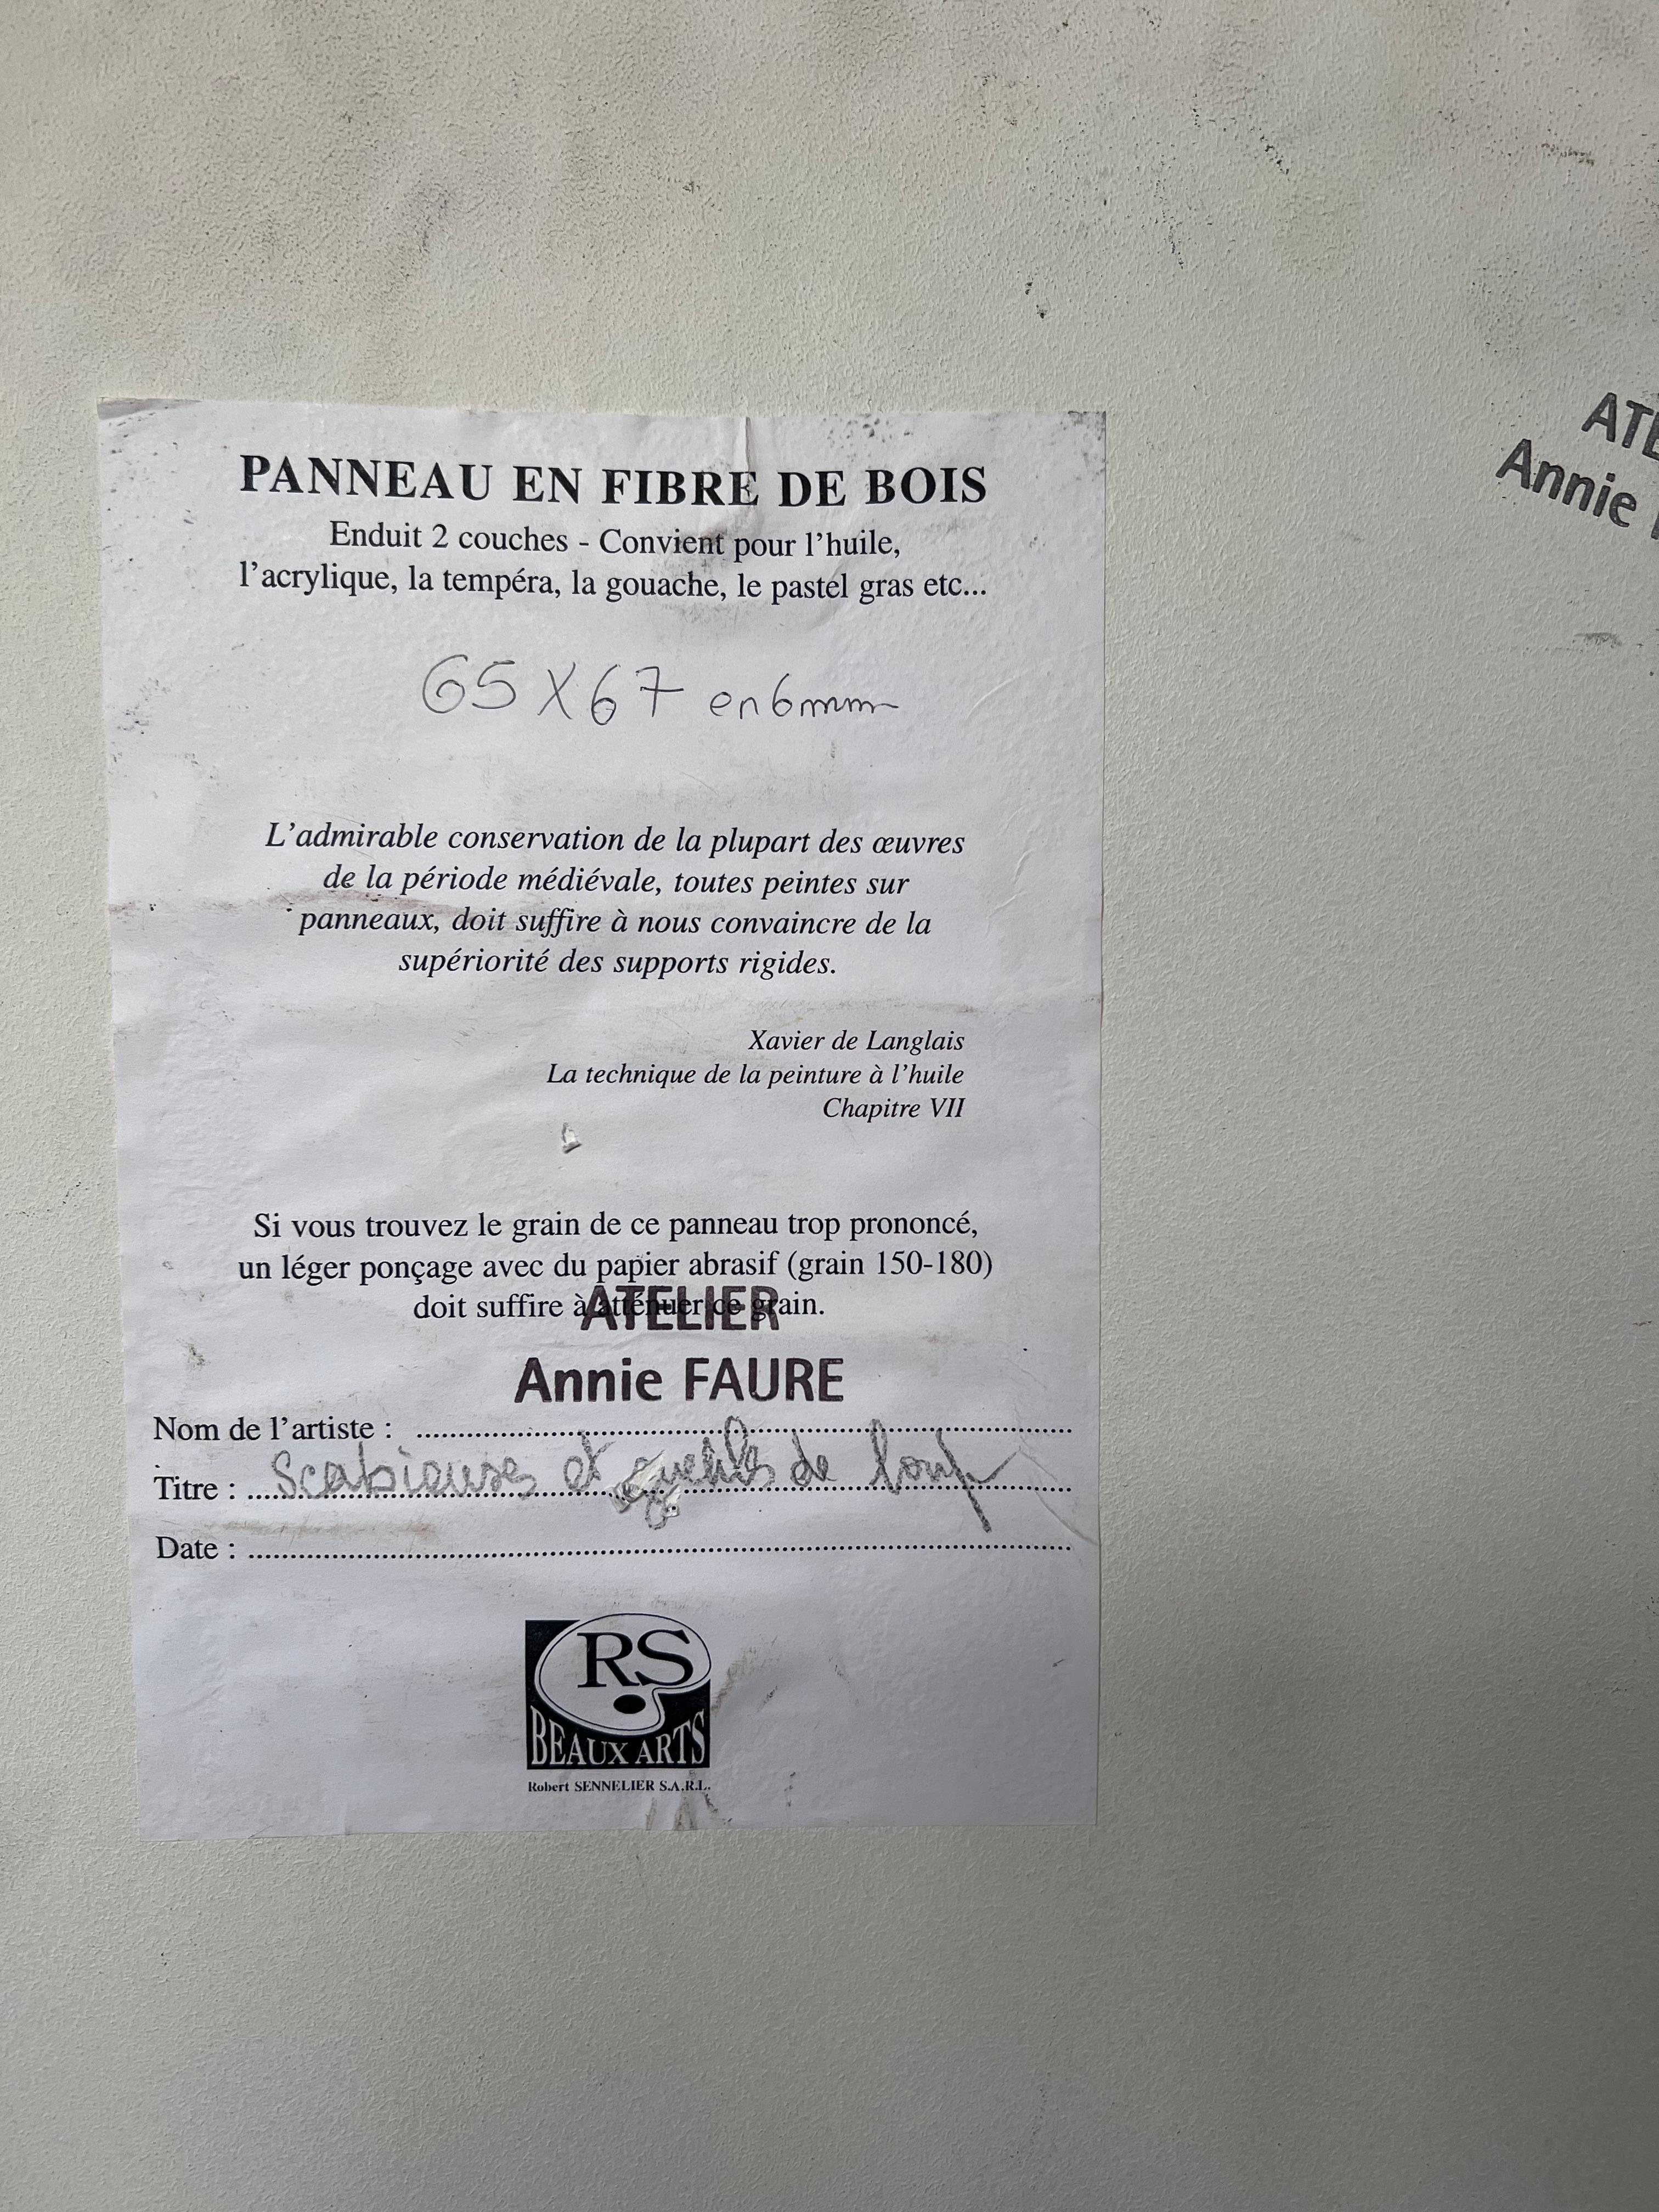 PANNEAU EN FIBRE DE BOIS
Enduit 2 couches - Convient pour l'huile,
l'acrylique, la tempéra, la gouache, le pastel gras etc...
65 X 67 en 6mm
L'admirable conservation de la plupart des œuvres
de la période médiévale, toutes peintes sur
panneaux, doit suffire à nous convaincre de la
supériorité des supports rigides.
Xavier de Langlais
La technique de la peinture à l'huile
Chapitre VII
Si vous trouvez le grain de ce panneau trop prononcé,
un léger ponçage avec du papier abrasif (grain 150-180)
doit suffire à atténuer ce grain.
ATELIER
Annie FAURE
Nom de l'artiste :
Titre : Scabieuses et gueules de loup
Date :
RS
BEAUX ARTS
Robert SENNELIER S.A.R.L.
ATE
Annie